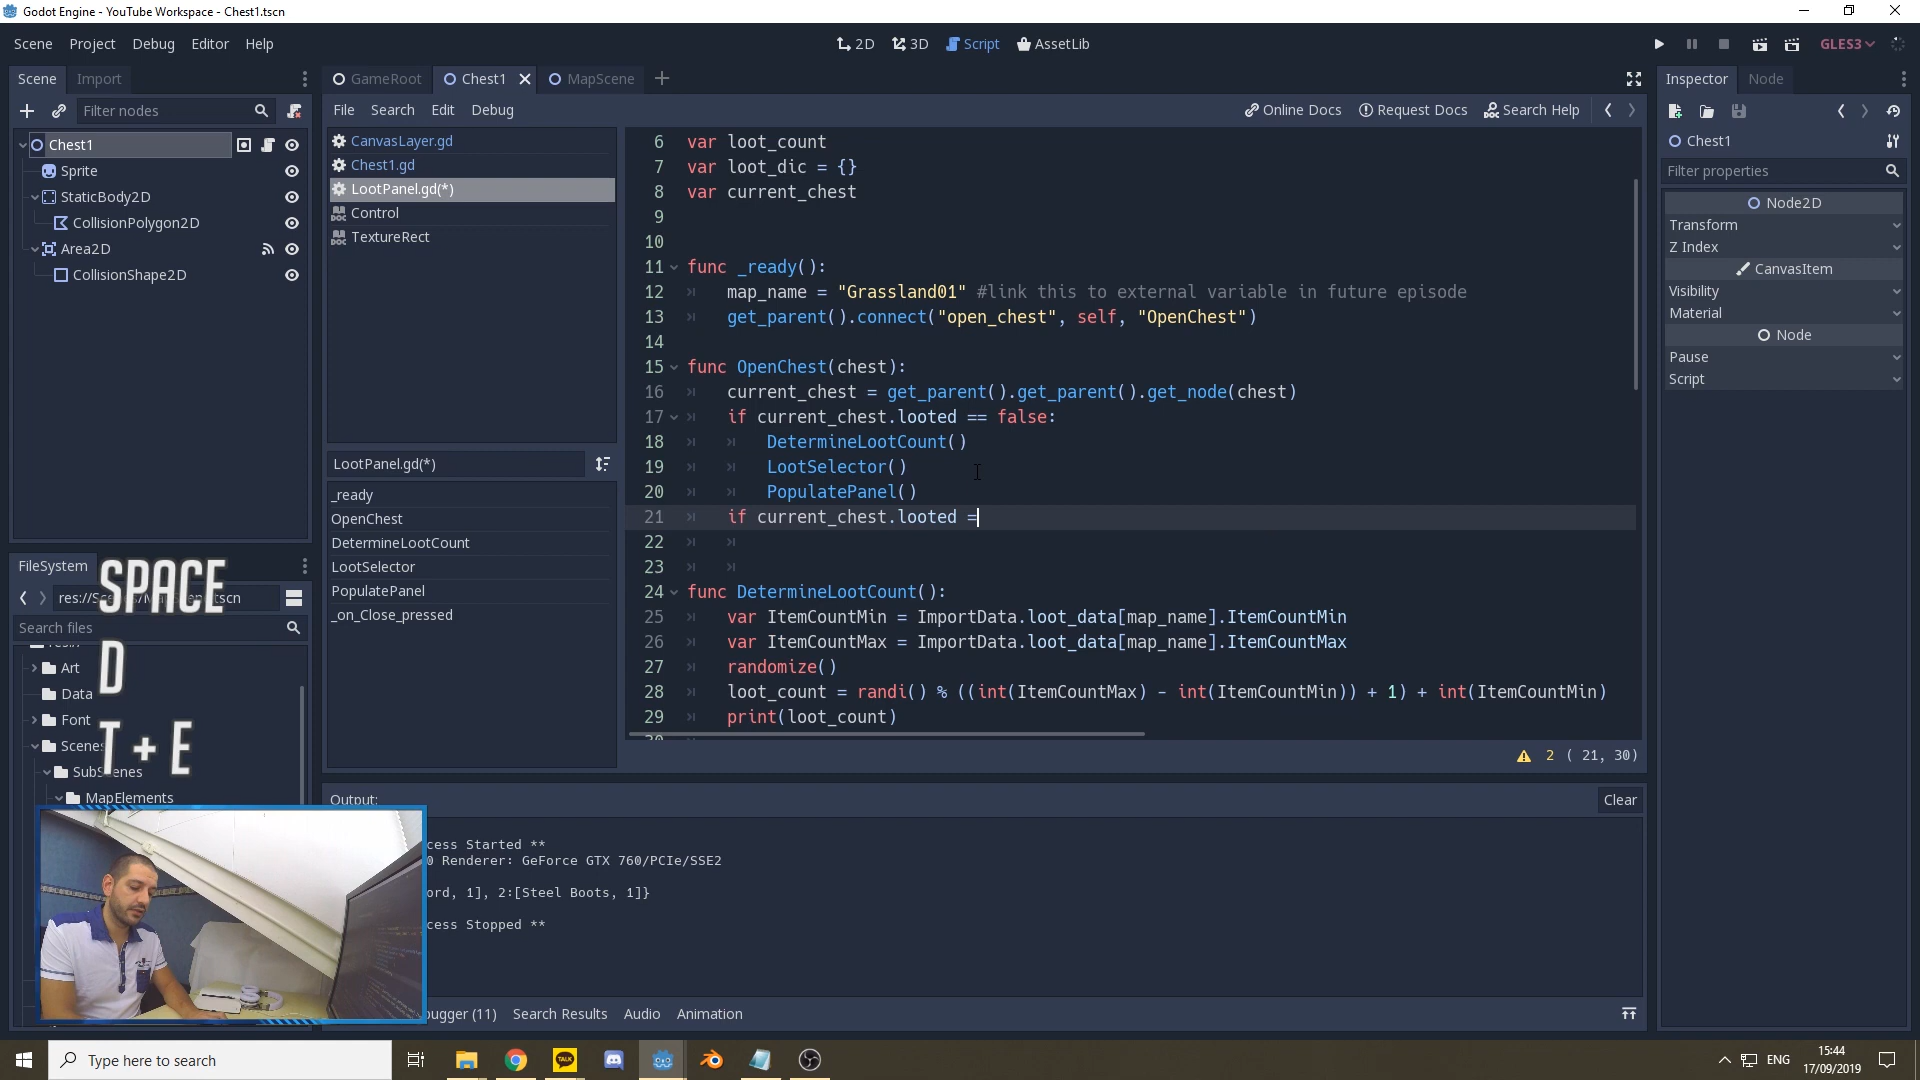 Godot Engine - YouTube Workspace - Chest1.tscn
Scene Project Debug Editor Help
2D 3D Script AssetLib
GLES3
Scene Import
GameRoot Chest1 MapScene
Inspector Node
Filter nodes
File Search Edit Debug
Online Docs Request Docs Search Help
Chest1
Sprite
StaticBody2D
CollisionPolygon2D
Area2D
CollisionShape2D
CanvasLayer.gd
Chest1.gd
LootPanel.gd(*)
Control
TextureRect
LootPanel.gd(*)
_ready
OpenChest
DetermineLootCount
LootSelector
PopulatePanel
_on_Close_pressed
6 var loot_count
7 var loot_dic = {}
8 var current_chest
9
10
11 func _ready():
12 map_name = "Grassland01" #link this to external variable in future episode
13 get_parent().connect("open_chest", self, "OpenChest")
14
15 func OpenChest(chest):
16 current_chest = get_parent().get_parent().get_node(chest)
17 if current_chest.looted == false:
18 DetermineLootCount()
19 LootSelector()
20 PopulatePanel()
21 if current_chest.looted =
22
23
24 func DetermineLootCount():
25 var ItemCountMin = ImportData.loot_data[map_name].ItemCountMin
26 var ItemCountMax = ImportData.loot_data[map_name].ItemCountMax
27 randomize()
28 loot_count = randi() % ((int(ItemCountMax) - int(ItemCountMin)) + 1) + int(ItemCountMin)
29 print(loot_count)
2 ( 21, 30)
Chest1
Filter properties
Node2D
Transform
Z Index
CanvasItem
Visibility
Material
Node
Pause
Script
FileSystem
SPACE
Search files
D
Art
Data
Font
T + E
Scenes
SubScenes
MapElements
Output:
Clear
cess Started **
0 Renderer: GeForce GTX 760/PCIe/SSE2
ord, 1], 2:[Steel Boots, 1]}
cess Stopped **
ugger (11) Search Results Audio Animation
Type here to search
TALK
ENG
15:44
17/09/2019